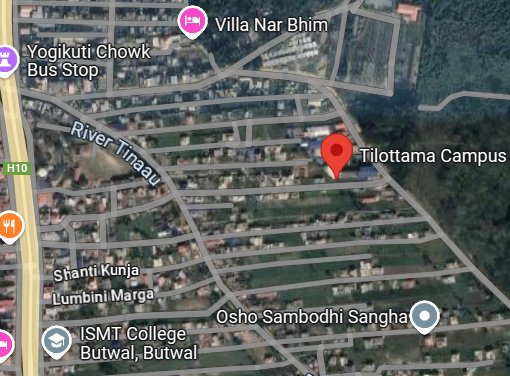 Villa Nar Bhim
Yogikuti Chowk
Bus Stop
River Tinaau
Tilottama Campus
H10
Shanti Kunja
Lumbini Marga
Osho Sambodhi Sangha
ISMT College
Butwal, Butwal